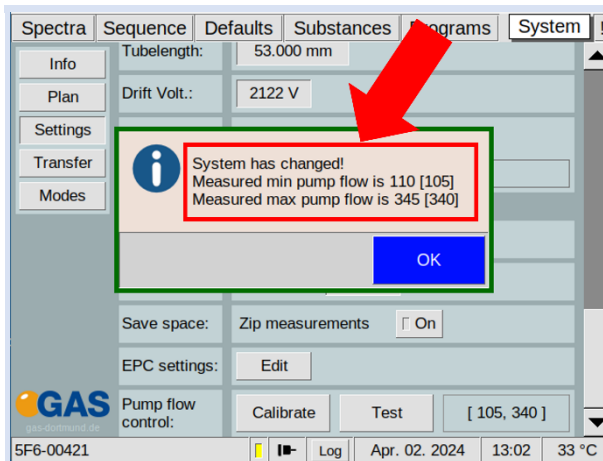 Spectra Sequence Defaults Substances Programs System
Info
Plan
Settings
Transfer
Modes
Tubelength: 53.000 mm
Drift Volt.: 2122 V
System has changed!
Measured min pump flow is 110 [105]
Measured max pump flow is 345 [340]
OK
Save space: Zip measurements On
EPC settings: Edit
GAS
gas-dortmund.de
Pump flow
control: Calibrate Test [ 105, 340 ]
5F6-00421 Log Apr. 02. 2024 13:02 33 °C